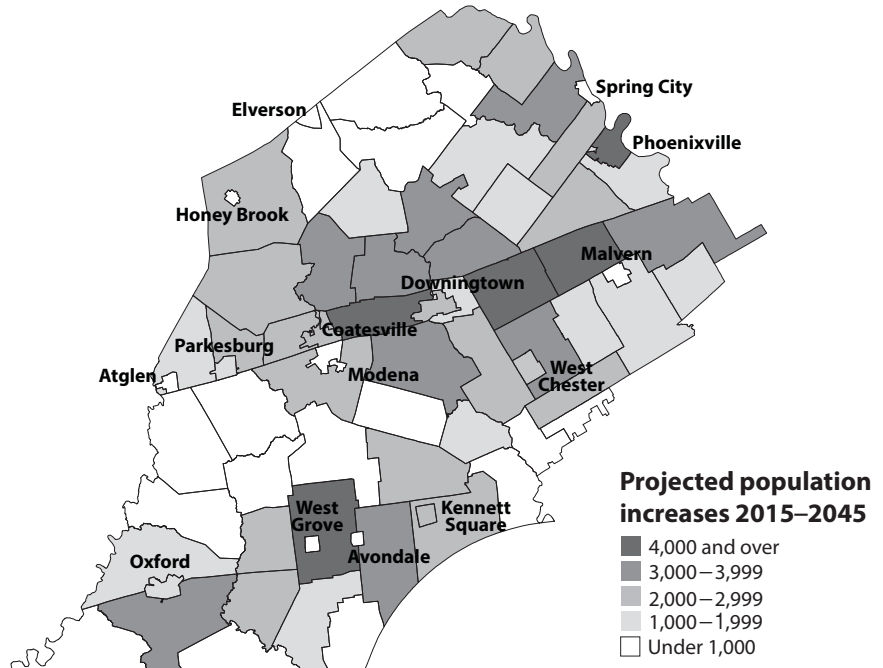 Spring City
Elverson
Phoenixville
Honey Brook
Malvern
Downingtown
Coatesville
Parkesburg
Atglen
Modena
West
Chester
West
Grove
Kennett
Square
Avondale
Oxford
Projected population
increases 2015–2045
4,000 and over
3,000–3,999
2,000–2,999
1,000–1,999
Under 1,000